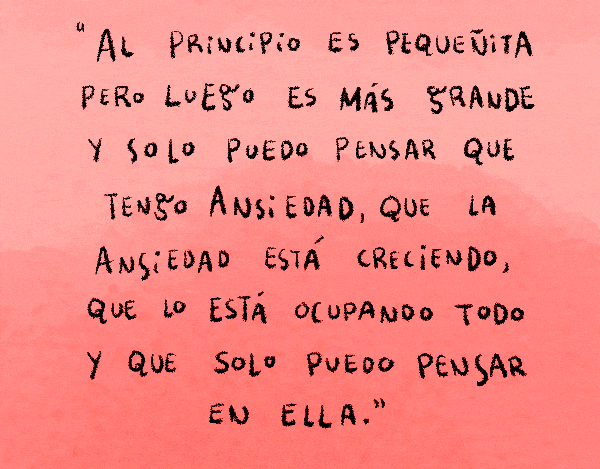 “AL PRINCIPIO ES PEQUEÑITA
PERO LUEGO ES MÁS GRANDE
Y SOLO PUEDO PENSAR QUE
TENGO ANSIEDAD, QUE LA
ANSIEDAD ESTÁ CRECIENDO,
QUE LO ESTÁ OCUPANDO TODO
Y QUE SOLO PUEDO PENSAR
EN ELLA.”